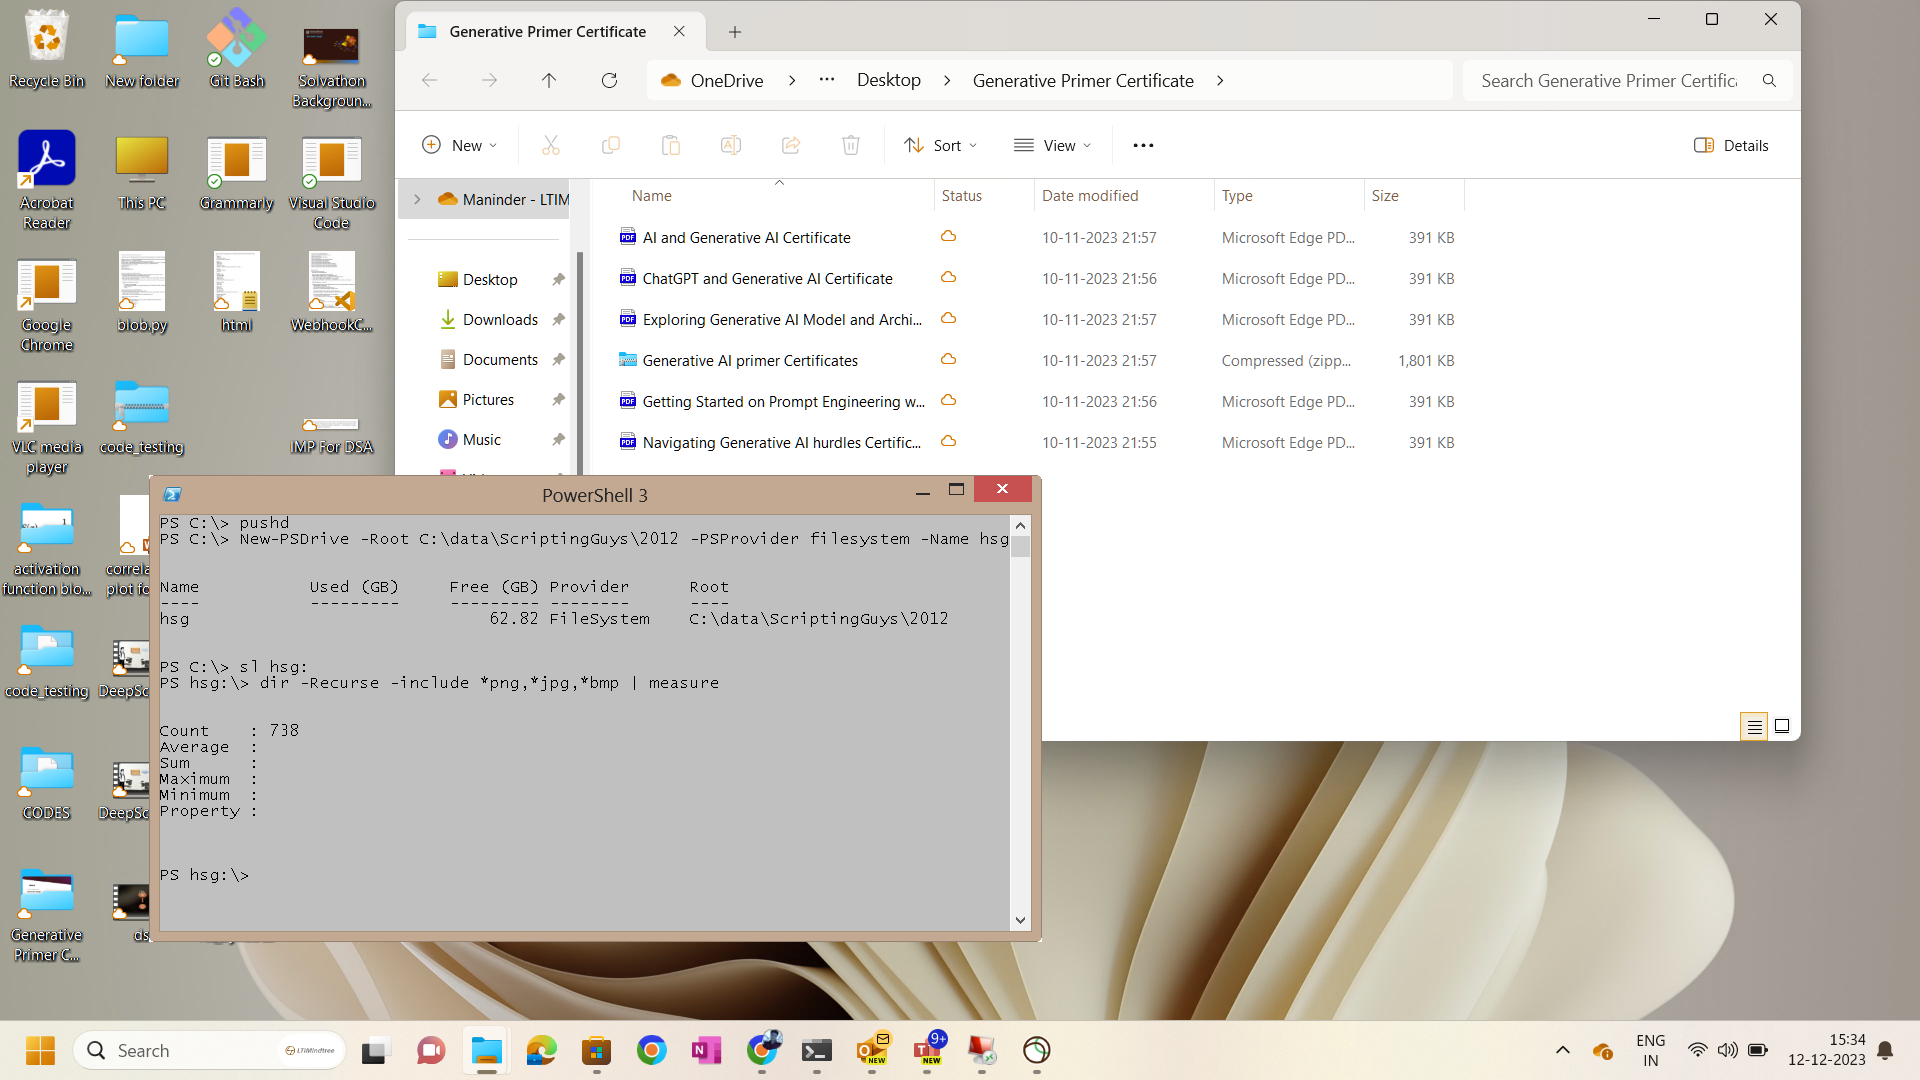 Recycle Bin
New folder
Git Bash
Solvathon
Backgroun...
Acrobat
Reader
This PC
Grammarly
Visual Studio
Code
Google
Chrome
blob.py
html
WebhookC...
VLC media
player
code_testing
IMP For DSA
activation
function blo...
correla
plot fo
code_testing
DeepSc
CODES
DeepSc
Generative
Primer C...
ds
Generative Primer Certificate
OneDrive > ... Desktop > Generative Primer Certificate >
Search Generative Primer Certific
New
Sort
View
...
Details
Maninder - LTIM
Desktop
Downloads
Documents
Pictures
Music
Name Status Date modified Type Size
AI and Generative AI Certificate 10-11-2023 21:57 Microsoft Edge PD... 391 KB
ChatGPT and Generative AI Certificate 10-11-2023 21:56 Microsoft Edge PD... 391 KB
Exploring Generative AI Model and Archi... 10-11-2023 21:57 Microsoft Edge PD... 391 KB
Generative AI primer Certificates 10-11-2023 21:57 Compressed (zipp... 1,801 KB
Getting Started on Prompt Engineering w... 10-11-2023 21:56 Microsoft Edge PD... 391 KB
Navigating Generative AI hurdles Certific... 10-11-2023 21:55 Microsoft Edge PD... 391 KB
PowerShell 3
PS C:\> pushd
PS C:\> New-PSDrive -Root C:\data\ScriptingGuys\2012 -PSProvider filesystem -Name hsg
Name Used (GB) Free (GB) Provider Root
---- --------- --------- -------- ----
hsg 62.82 FileSystem C:\data\ScriptingGuys\2012
PS C:\> sl hsg:
PS hsg:\> dir -Recurse -include *png,*jpg,*bmp | measure
Count : 738
Average :
Sum :
Maximum :
Minimum :
Property :
PS hsg:\>
Search
LTIMindtree
NEW
9+
NEW
ENG
IN
15:34
12-12-2023